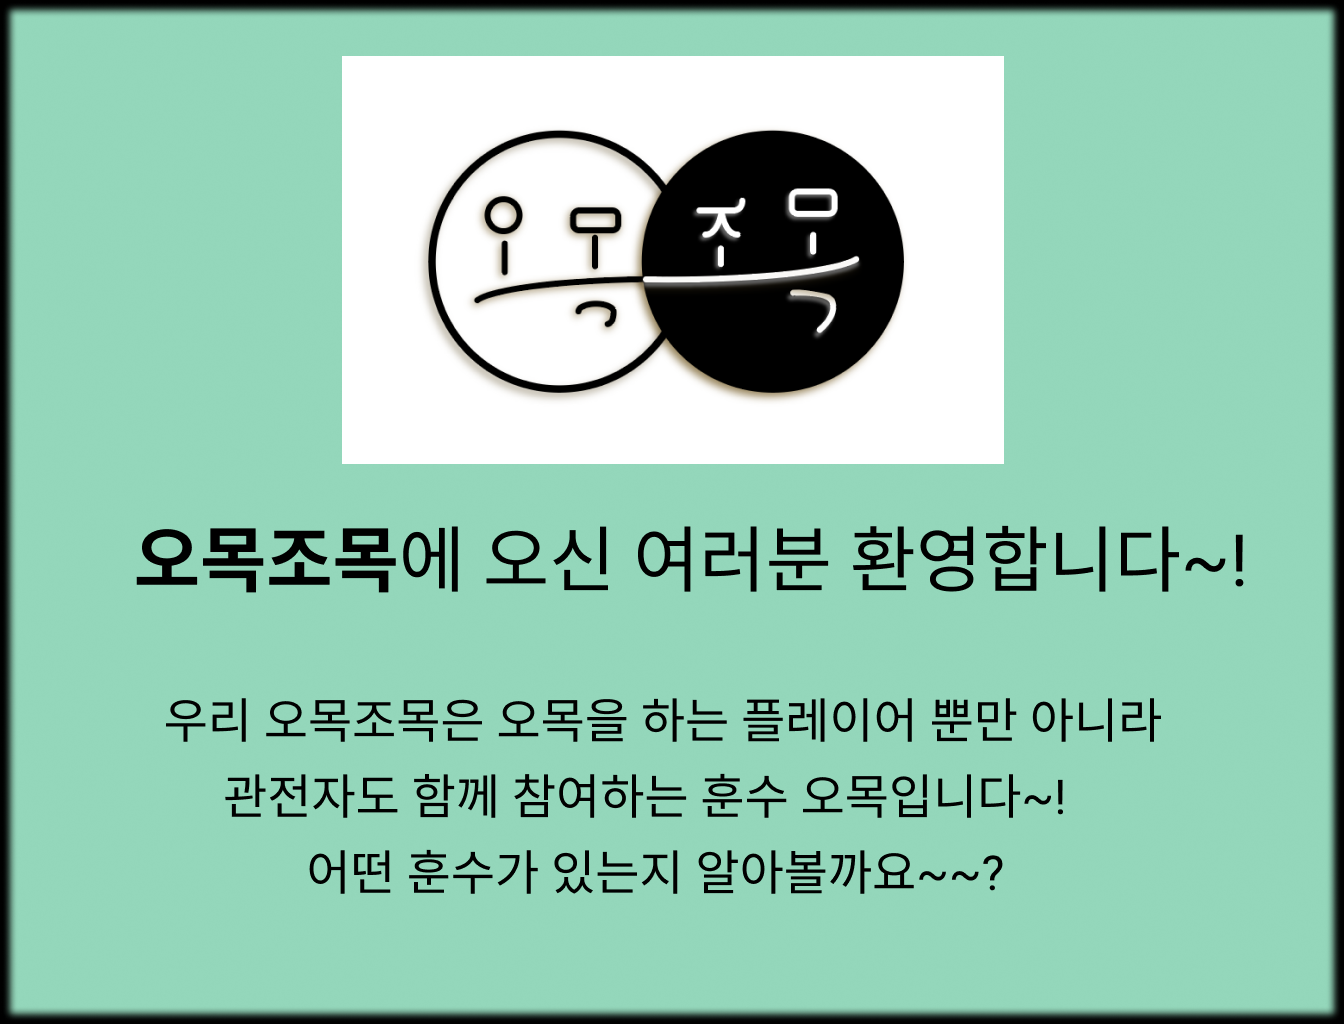 오목 조목
오목조목에 오신 여러분 환영합니다~!
우리 오목조목은 오목을 하는 플레이어 뿐만 아니라
관전자도 함께 참여하는 훈수 오목입니다~!
어떤 훈수가 있는지 알아볼까요~~?